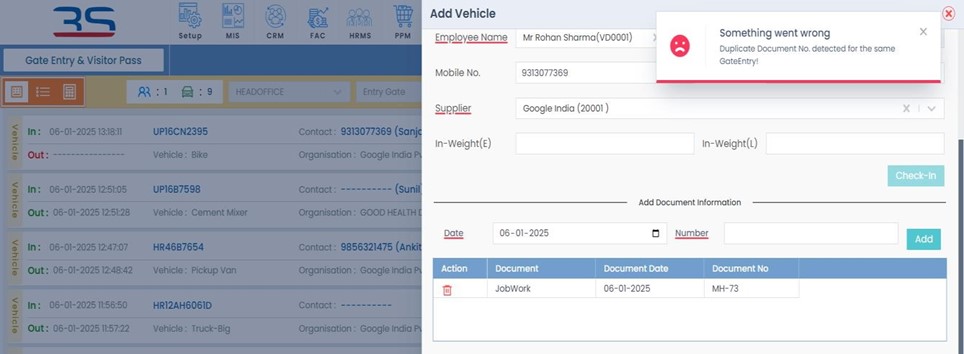 3S
Setup
MIS
CRM
FAC
HRMS
PPM
Gate Entry & Visitor Pass
: 1
: 9
HEADOFFICE
Entry Gate
Vehicle
In : 06-01-2025 13:18:11 UP16CN2395 Contact : 9313077369 (Sanjo
Out : ---------------- Vehicle : Bike Organisation : Google India Pv
Vehicle
In : 06-01-2025 12:51:05 UP16B7598 Contact : ---------- (Sunil
Out : 06-01-2025 12:51:28 Vehicle : Cement Mixer Organisation : GOOD HEALTH D
Vehicle
In : 06-01-2025 12:47:07 HR46B7654 Contact : 9856321475 (Ankit
Out : 06-01-2025 12:48:42 Vehicle : Pickup Van Organisation : Google India Pv
Vehicle
In : 06-01-2025 11:56:50 HR12AH6061D Contact : ----------
Out : 06-01-2025 11:57:22 Vehicle : Truck-Big Organisation : Google India Pv
Add Vehicle
Something went wrong
Duplicate Document No. detected for the same
GateEntry!
Employee Name Mr Rohan Sharma(VD0001)
Mobile No. 9313077369
Supplier Google India (20001 )
In-Weight(E) In-Weight(L)
Check-In
Add Document Information
Date 06-01-2025 Number Add
Action Document Document Date Document No
JobWork 06-01-2025 MH-73